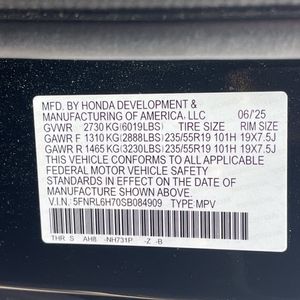 MFD. BY HONDA DEVELOPMENT &
MANUFACTURING OF AMERICA, LLC 06/'25
GVWR 2730 KG (6019LBS) TIRE SIZE RIM SIZE
GAWR F 1310 KG (2888LBS) 235/55R19 101H 19X7.5J
GAWR R 1465 KG (3230LBS) 235/55R19 101H 19X7.5J
THIS VEHICLE CONFORMS TO ALL APPLICABLE
FEDERAL MOTOR VEHICLE SAFETY
STANDARDS IN EFFECT ON THE DATE OF
MANUFACTURE SHOWN ABOVE.
V.I.N.: 5FNRL6H70SB084909 TYPE MPV
THR S AH8 -NH731P -Z -B